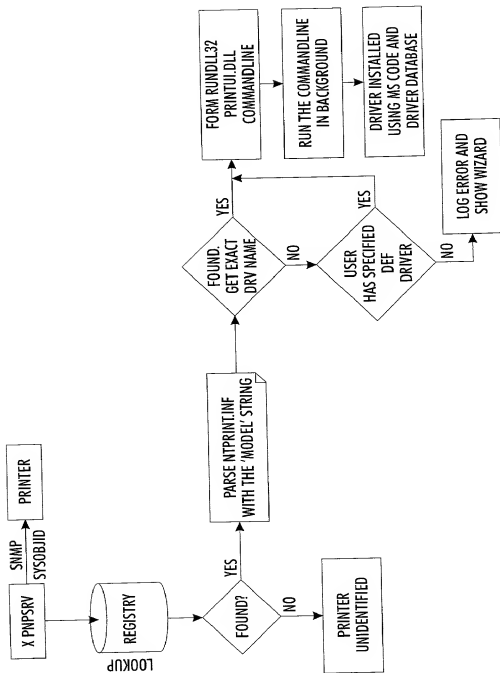 X PNPSRV
SNMP
SYSOBJID
PRINTER
LOOKUP
REGISTRY
FOUND?
YES
NO
PRINTER
UNIDENTIFIED
PARSE NTPRINT.INF
WITH THE 'MODEL' STRING
FOUND.
GET EXACT
DRV NAME
YES
NO
USER
HAS SPECIFIED
DEF
DRIVER
YES
NO
LOG ERROR AND
SHOW WIZARD
FORM RUNDLL32
PRINTUI.DLL
COMMANDLINE
RUN THE COMMANDLINE
IN BACKGROUND
DRIVER INSTALLED
USING MS CODE AND
DRIVER DATABASE